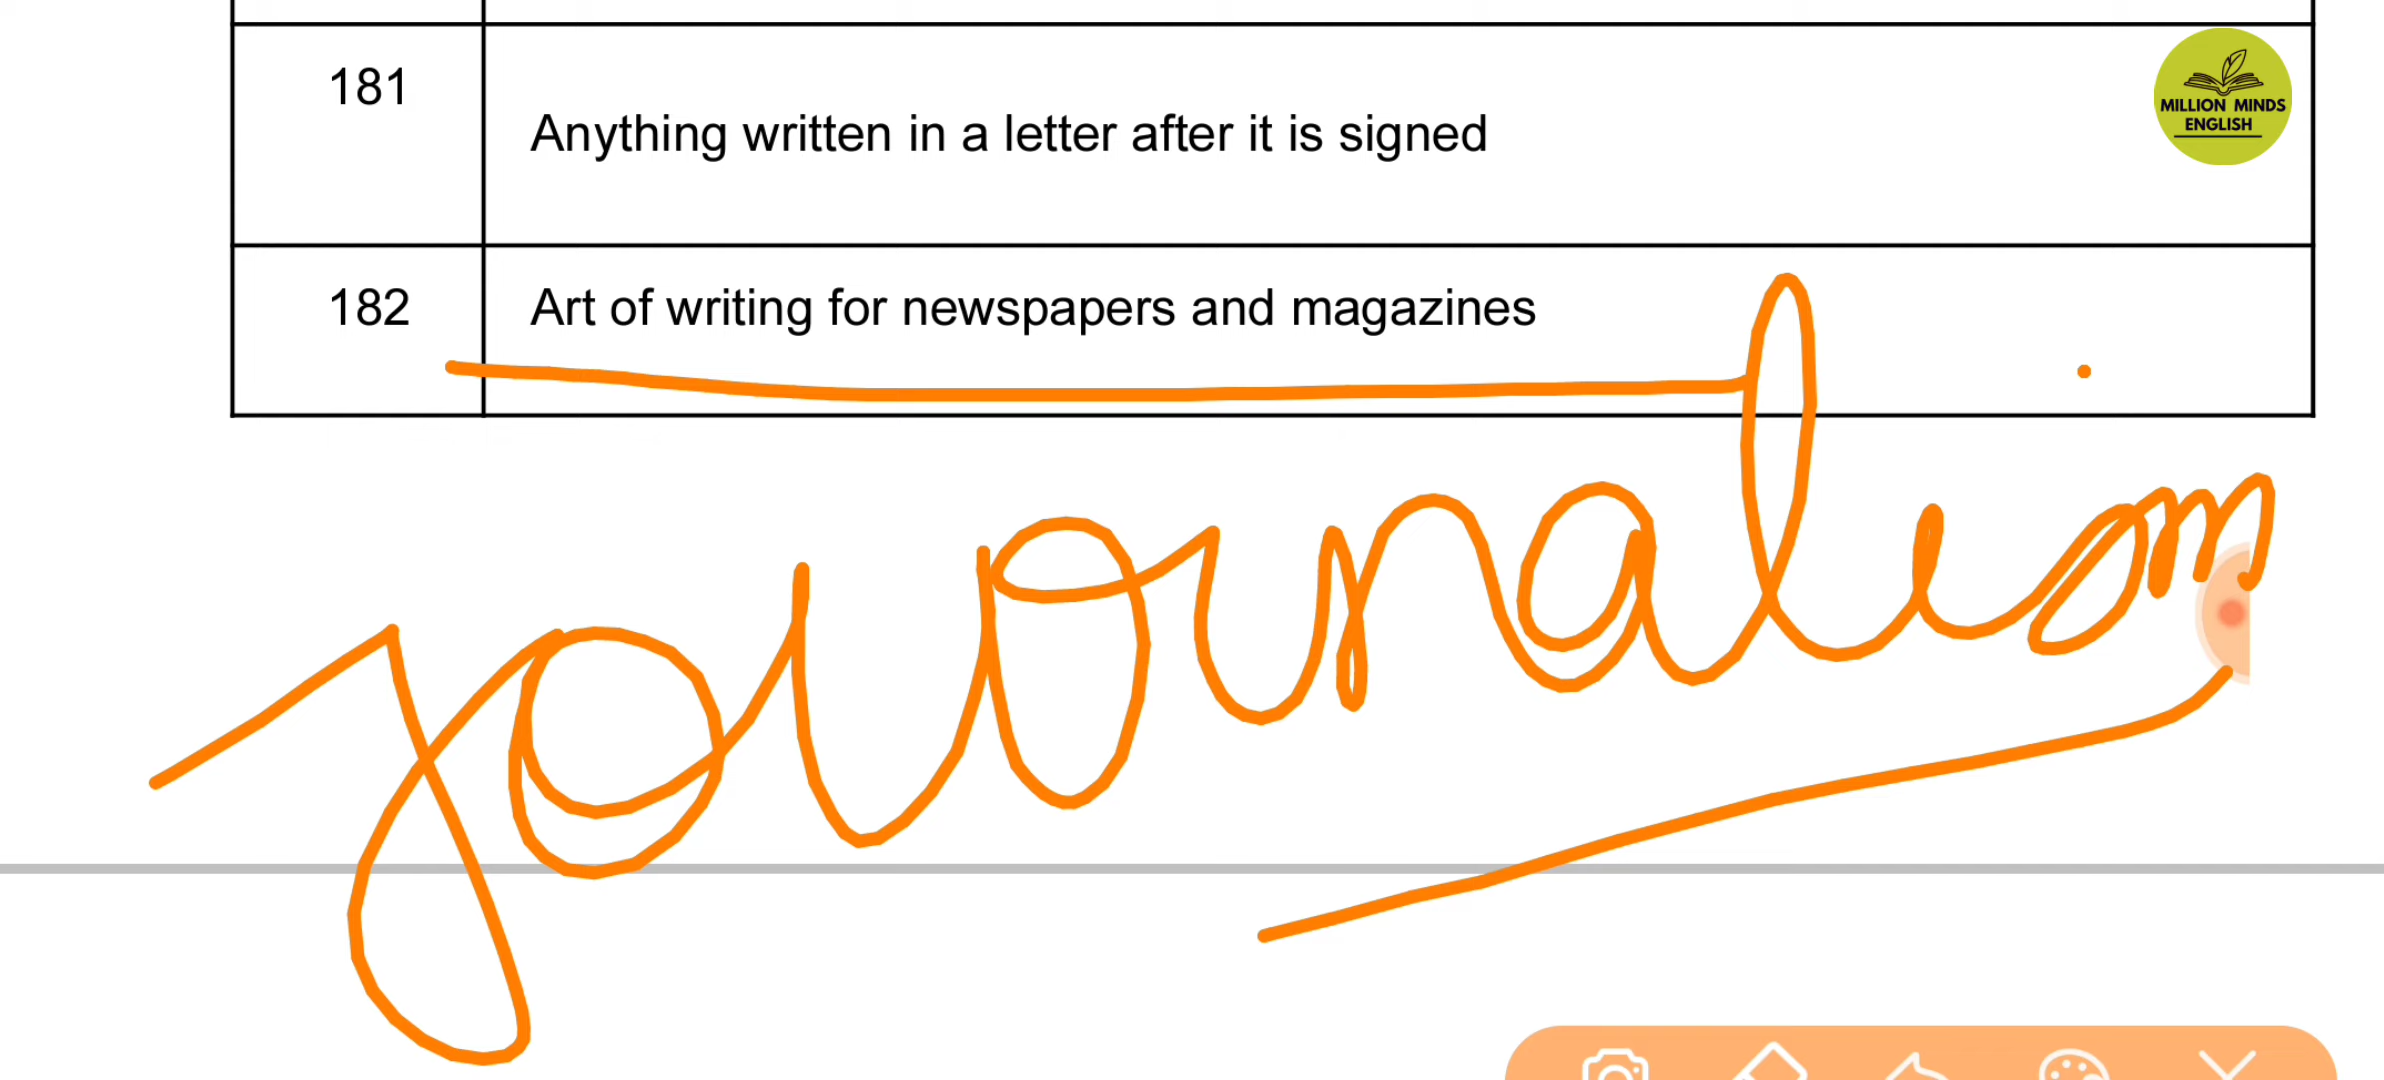 181
Anything written in a letter after it is signed
MILLION MINDS
ENGLISH
182 Art of writing for newspapers and magazines
journalism